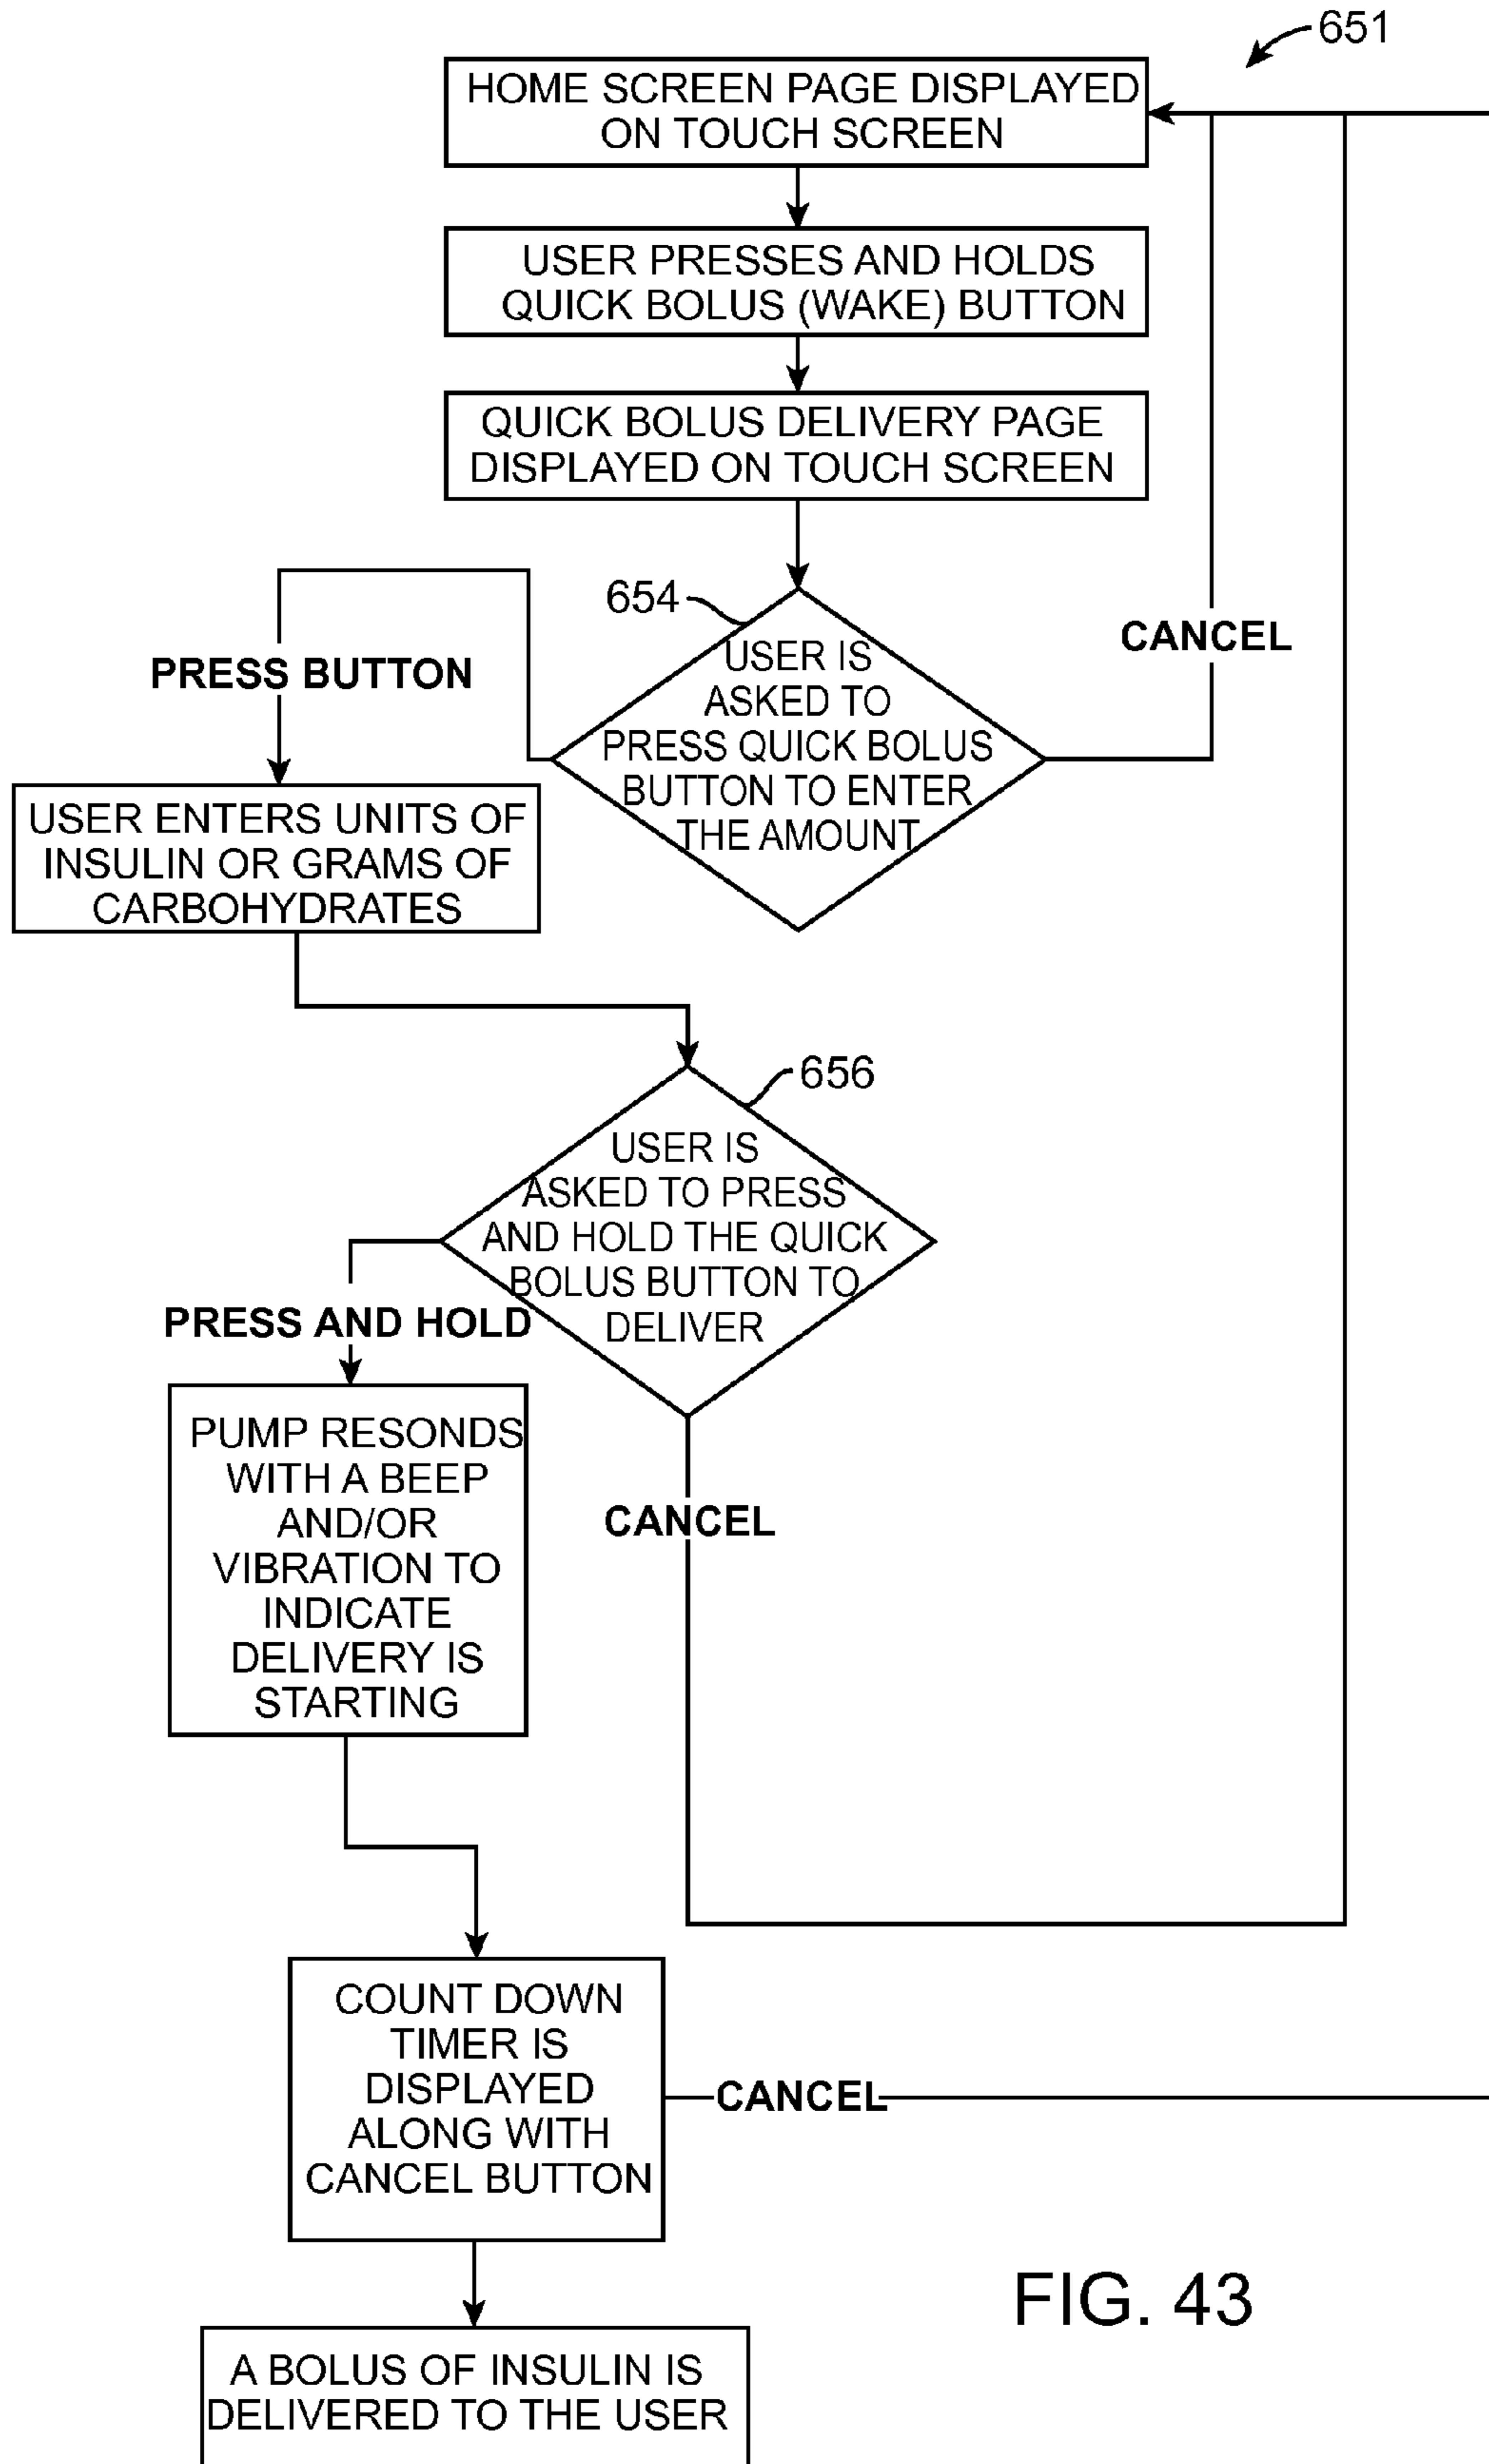 651
HOME SCREEN PAGE DISPLAYED
ON TOUCH SCREEN
USER PRESSES AND HOLDS
QUICK BOLUS (WAKE) BUTTON
QUICK BOLUS DELIVERY PAGE
DISPLAYED ON TOUCH SCREEN
654
USER IS
ASKED TO
PRESS QUICK BOLUS
BUTTON TO ENTER
THE AMOUNT
CANCEL
PRESS BUTTON
USER ENTERS UNITS OF
INSULIN OR GRAMS OF
CARBOHYDRATES
656
USER IS
ASKED TO PRESS
AND HOLD THE QUICK
BOLUS BUTTON TO
DELIVER
PRESS AND HOLD
PUMP RESONDS
WITH A BEEP
AND/OR
VIBRATION TO
INDICATE
DELIVERY IS
STARTING
CANCEL
COUNT DOWN
TIMER IS
DISPLAYED
ALONG WITH
CANCEL BUTTON
CANCEL
A BOLUS OF INSULIN IS
DELIVERED TO THE USER
FIG. 43